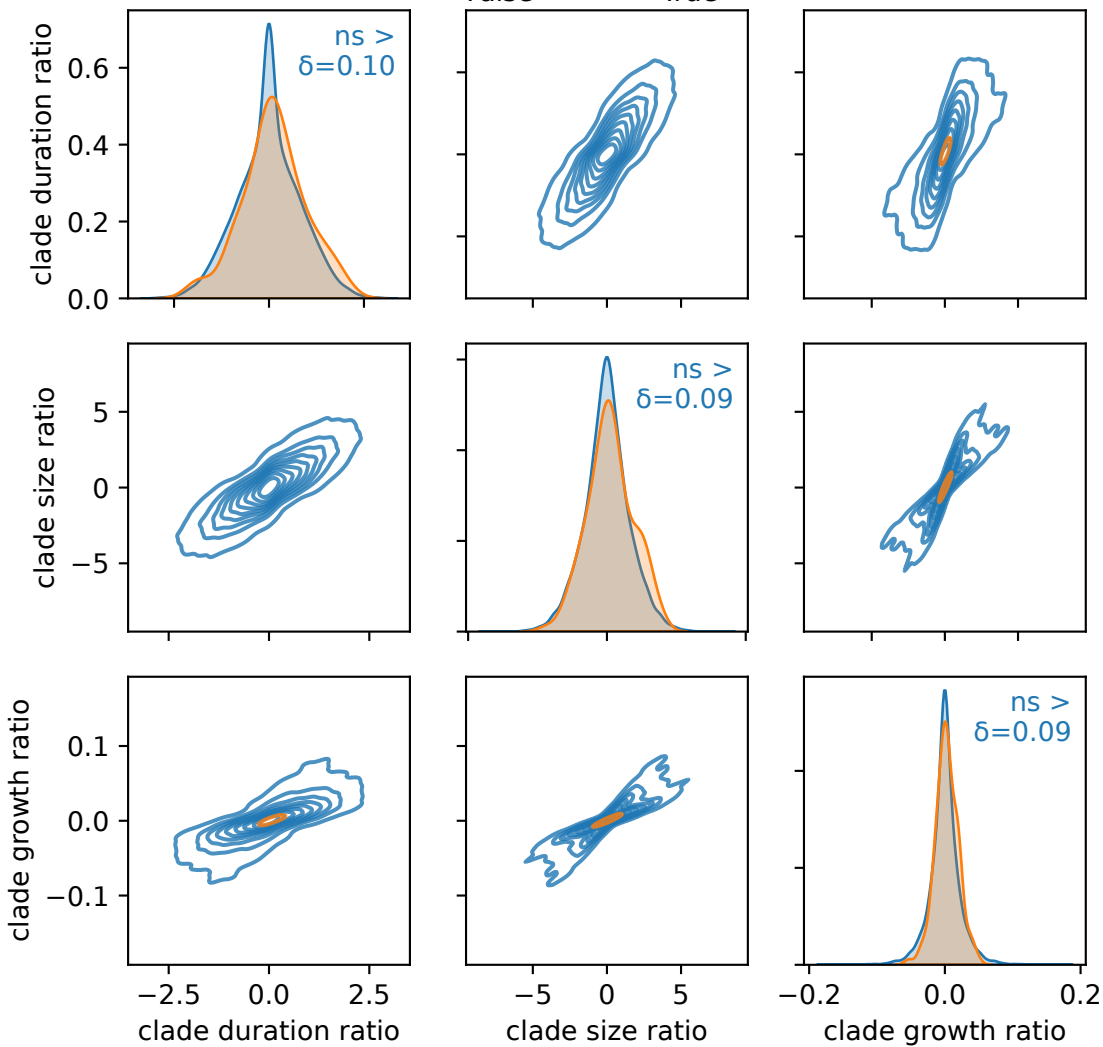 clade duration ratio
0.6
0.4
0.2
0.0
ns >
δ=0.10
clade size ratio
5
0
−5
ns >
δ=0.09
clade growth ratio
0.1
0.0
−0.1
ns >
δ=0.09
−2.5 0.0 2.5
clade duration ratio
−5 0 5
clade size ratio
−0.2 0.0 0.2
clade growth ratio